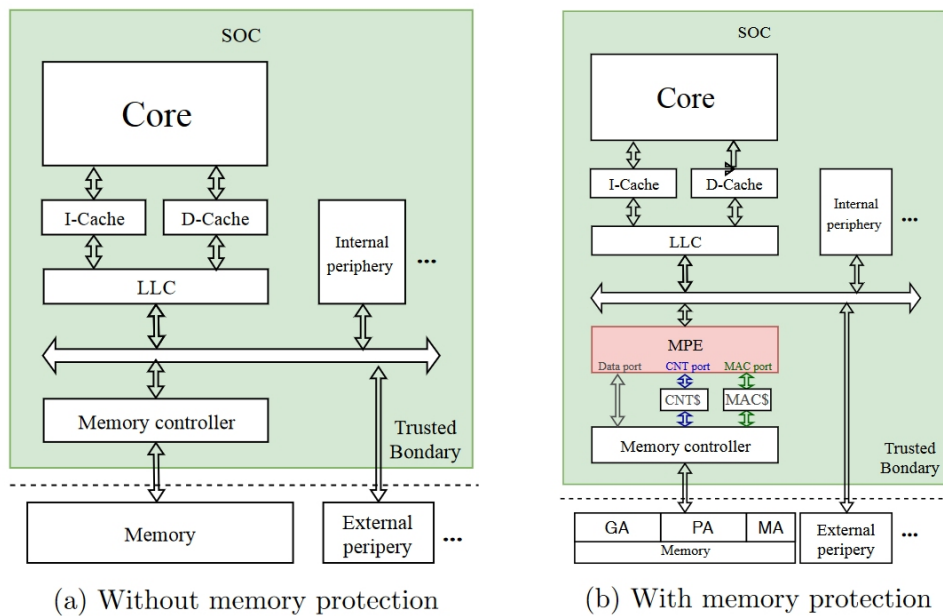 SOC
Core
I-Cache
D-Cache
LLC
Internal
periphery
...
Memory controller
Trusted
Bondary
Memory
External
peripery
...
(a) Without memory protection
SOC
Core
I-Cache
D-Cache
LLC
Internal
periphery
...
MPE
Data port
CNT port
MAC port
CNT$
MAC$
Memory controller
Trusted
Bondary
GA
PA
MA
Memory
External
peripery
...
(b) With memory protection